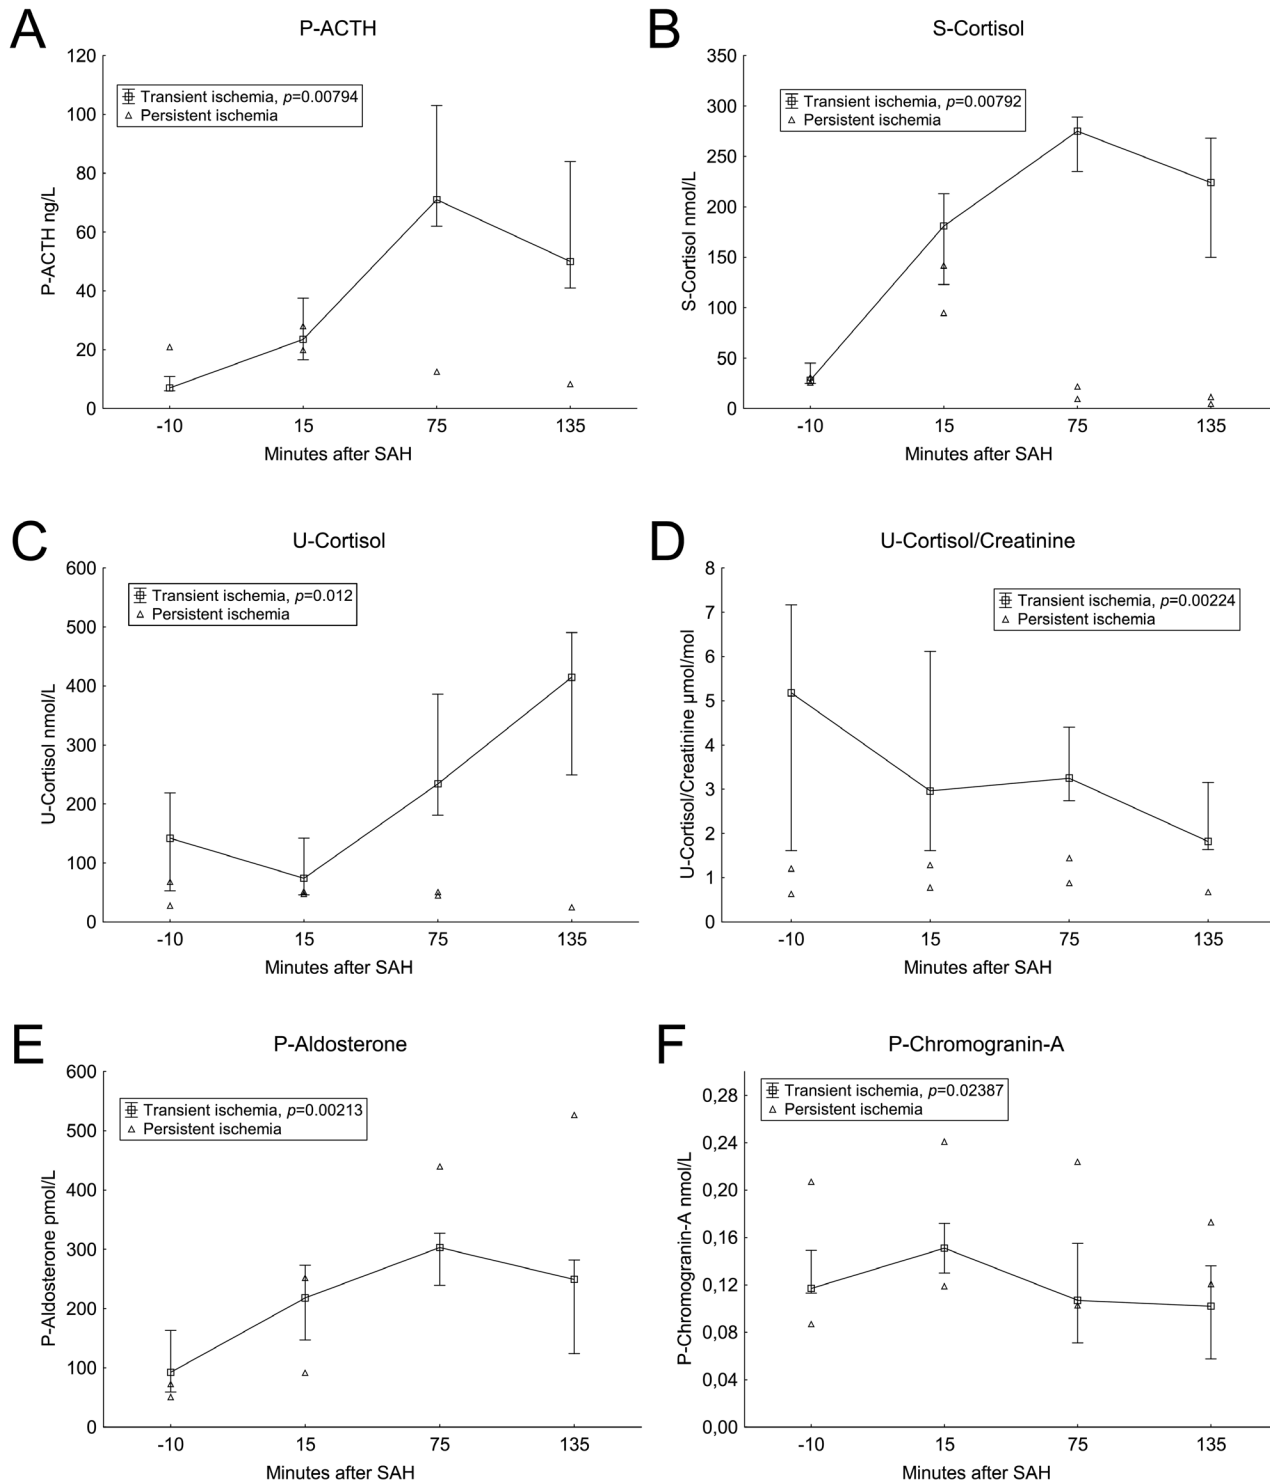 A
P-ACTH
120
100
80
60
40
20
0
P-ACTH ng/L
Transient ischemia, p=0.00794
Persistent ischemia
-10 15 75 135
Minutes after SAH
B
S-Cortisol
350
300
250
200
150
100
50
0
S-Cortisol nmol/L
Transient ischemia, p=0.00792
Persistent ischemia
-10 15 75 135
Minutes after SAH
C
U-Cortisol
600
500
400
300
200
100
0
U-Cortisol nmol/L
Transient ischemia, p=0.012
Persistent ischemia
-10 15 75 135
Minutes after SAH
D
U-Cortisol/Creatinine
8
7
6
5
4
3
2
1
0
U-Cortisol/Creatinine µmol/mol
Transient ischemia, p=0.00224
Persistent ischemia
-10 15 75 135
Minutes after SAH
E
P-Aldosterone
600
500
400
300
200
100
0
P-Aldosterone pmol/L
Transient ischemia, p=0.00213
Persistent ischemia
-10 15 75 135
Minutes after SAH
F
P-Chromogranin-A
0,28
0,24
0,20
0,16
0,12
0,08
0,04
0,00
P-Chromogranin-A nmol/L
Transient ischemia, p=0.02387
Persistent ischemia
-10 15 75 135
Minutes after SAH